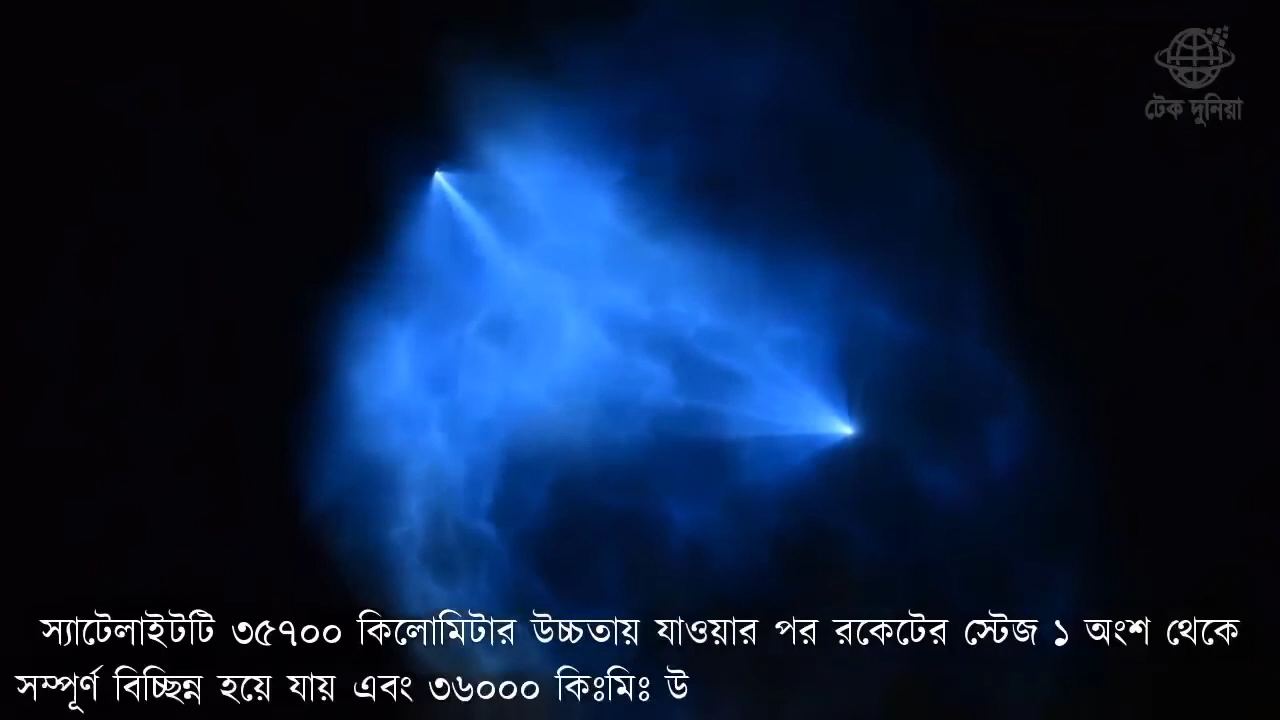 টেক দুনিয়া
স্যাটেলাইটটি ৩৫৭০০ কিলোমিটার উচ্চতায় যাওয়ার পর রকেটের স্টেজ ১ অংশ থেকে
সম্পূর্ণ বিচ্ছিন্ন হয়ে যায় এবং ৩৬০০০ কিঃমিঃ উ